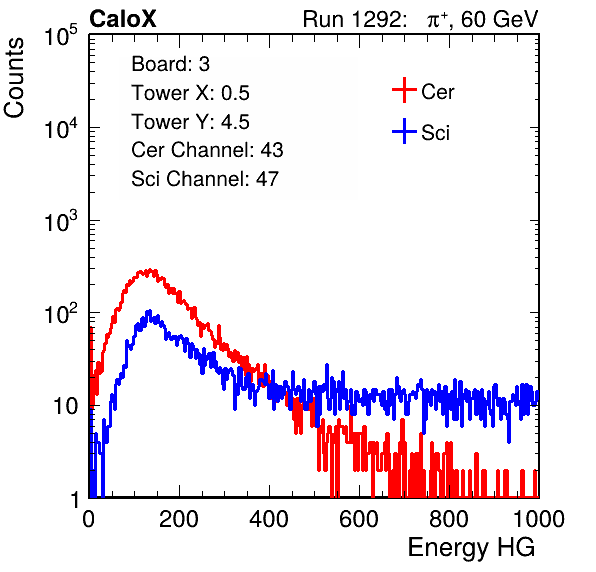 CaloX Run 1292: π⁺, 60 GeV
Counts
10⁵
10⁴
10³
10²
10
1
Board: 3
Tower X: 0.5
Tower Y: 4.5
Cer Channel: 43
Sci Channel: 47
Cer
Sci
0 200 400 600 800 1000
Energy HG